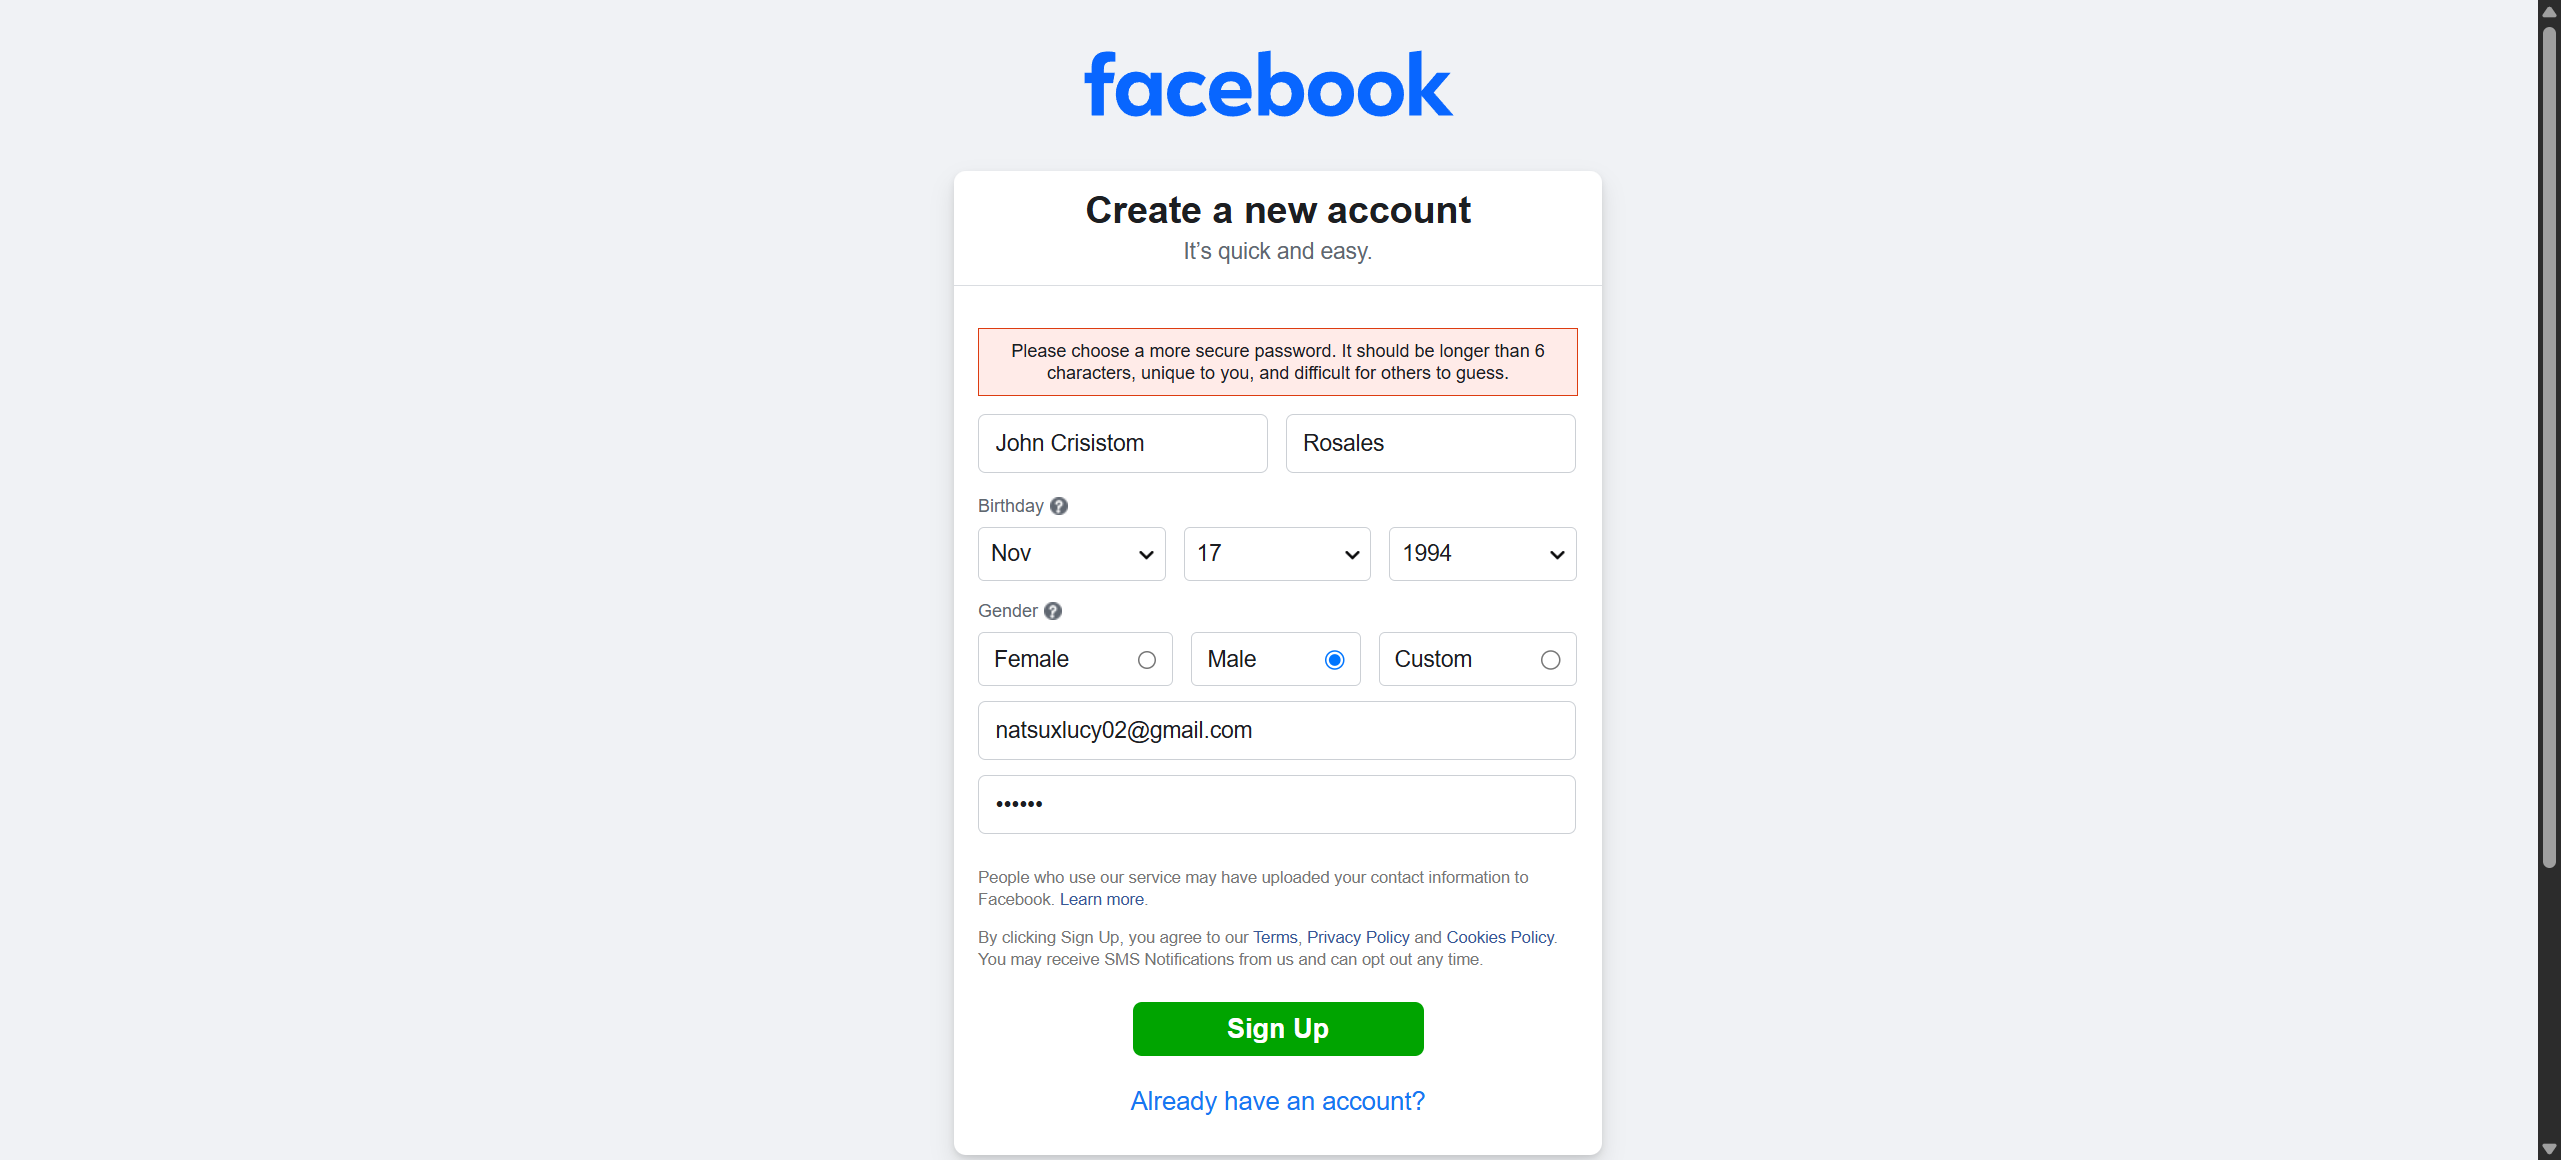 facebook
Create a new account
It’s quick and easy.
Please choose a more secure password. It should be longer than 6
characters, unique to you, and difficult for others to guess.
John Crisistom
Rosales
Birthday ?
Nov
17
1994
Gender ?
Female
Male
Custom
natsuxlucy02@gmail.com
••••••
People who use our service may have uploaded your contact information to
Facebook. Learn more.
By clicking Sign Up, you agree to our Terms, Privacy Policy and Cookies Policy.
You may receive SMS Notifications from us and can opt out any time.
Sign Up
Already have an account?